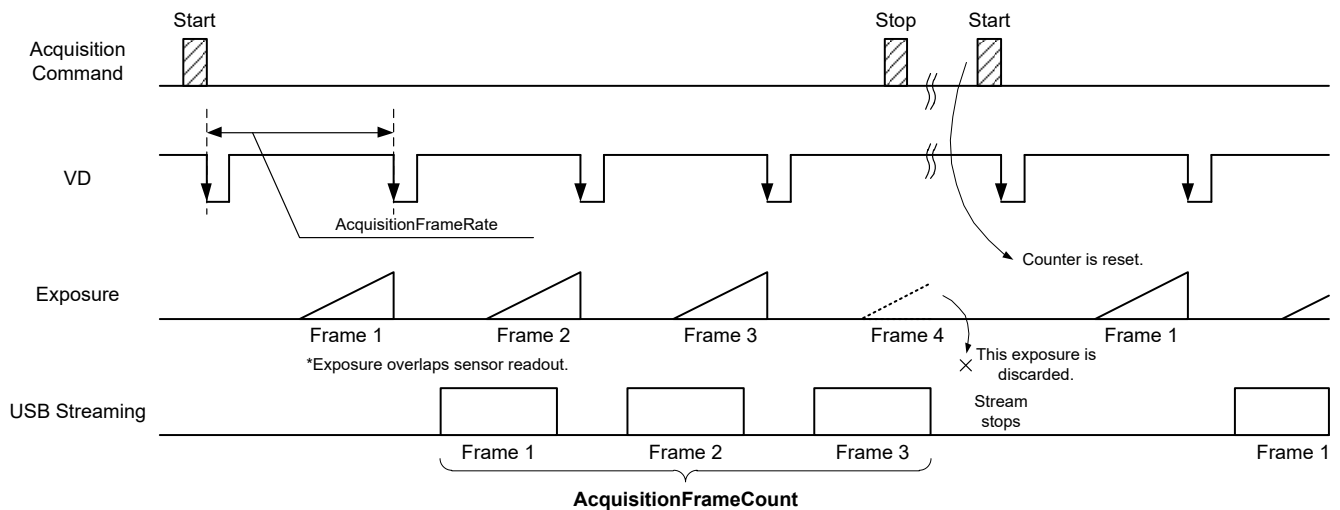 Start
Stop
Start
Acquisition
Command
VD
AcquisitionFrameRate
Counter is reset.
Exposure
Frame 1
Frame 2
Frame 3
Frame 4
Frame 1
*Exposure overlaps sensor readout.
This exposure is
discarded.
USB Streaming
Stream
stops
Frame 1
Frame 2
Frame 3
Frame 1
AcquisitionFrameCount